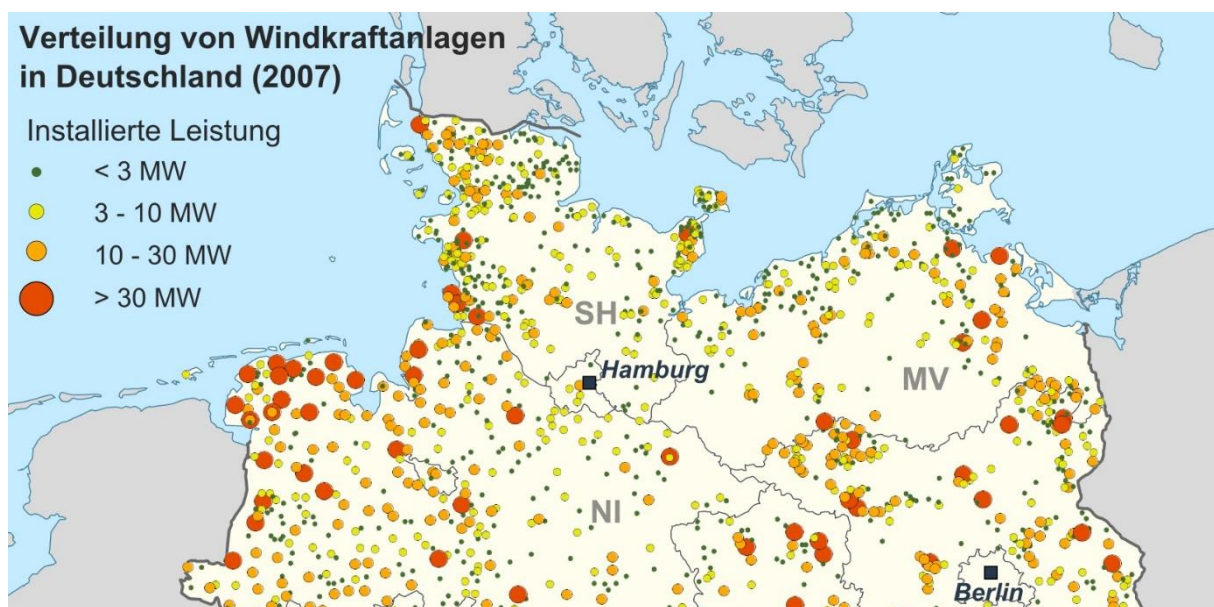 Verteilung von Windkraftanlagen
in Deutschland (2007)
Installierte Leistung
< 3 MW
3 - 10 MW
10 - 30 MW
> 30 MW
SH
Hamburg
MV
NI
Berlin